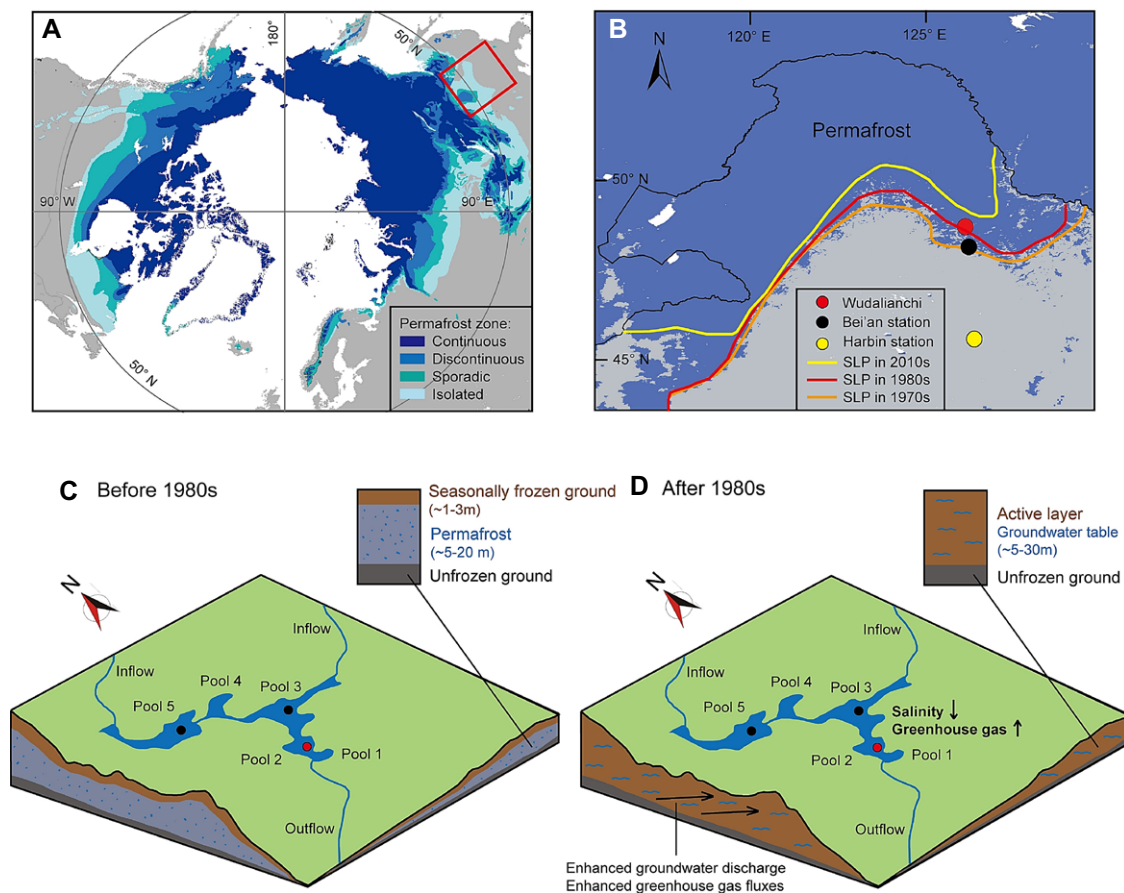 A
180°
50° N
90° W
90° E
50° N
Permafrost zone:
Continuous
Discontinuous
Sporadic
Isolated
B
120° E
125° E
N
Permafrost
50° N
45° N
Wudalianchi
Bei'an station
Harbin station
SLP in 2010s
SLP in 1980s
SLP in 1970s
C Before 1980s
Seasonally frozen ground
(~1-3m)
Permafrost
(~5-20 m)
Unfrozen ground
N
Inflow
Inflow
Pool 4
Pool 3
Pool 5
Pool 2
Pool 1
Outflow
D After 1980s
Active layer
Groundwater table
(~5-30m)
Unfrozen ground
N
Inflow
Inflow
Pool 4
Pool 3
Pool 5
Salinity ↓
Greenhouse gas ↑
Pool 2
Pool 1
Outflow
Enhanced groundwater discharge
Enhanced greenhouse gas fluxes